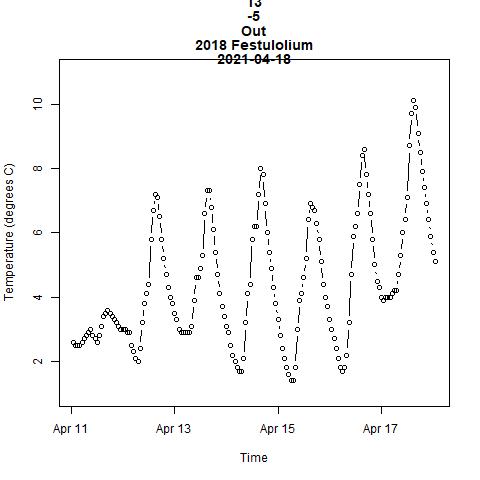 13
-5
Out
2018 Festulolium
2021-04-18
Temperature (degrees C)
10
8
6
4
2
Apr 11
Apr 13
Apr 15
Apr 17
Time